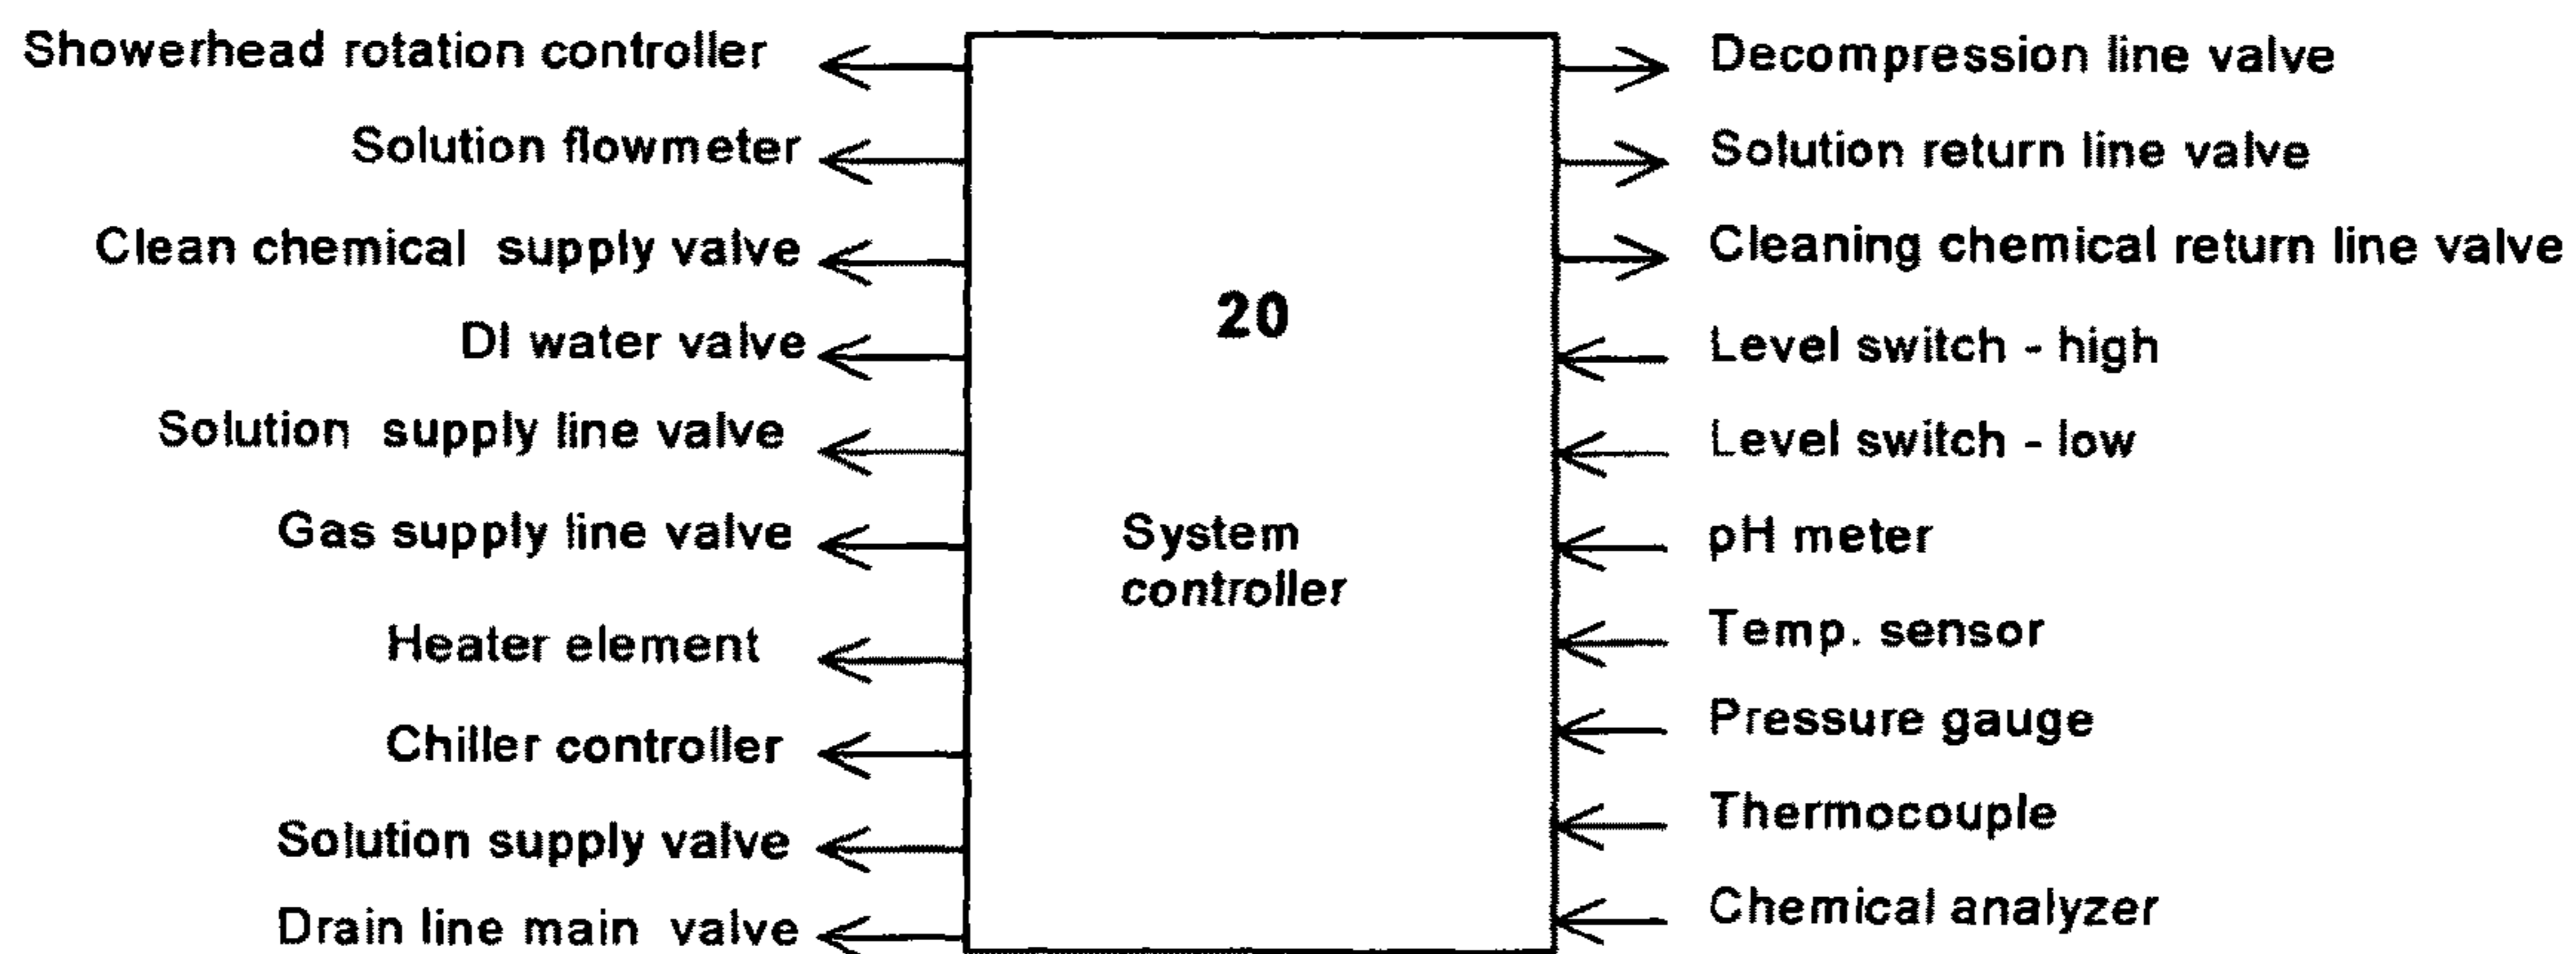 Showerhead rotation controller
Solution flowmeter
Clean chemical supply valve
DI water valve
Solution supply line valve
Gas supply line valve
Heater element
Chiller controller
Solution supply valve
Drain line main valve
20
System
controller
Decompression line valve
Solution return line valve
Cleaning chemical return line valve
Level switch - high
Level switch - low
pH meter
Temp. sensor
Pressure gauge
Thermocouple
Chemical analyzer